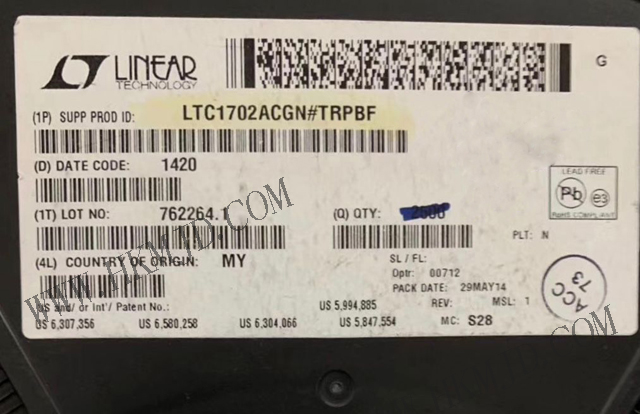 LINEAR
TECHNOLOGY
G
(1P) SUPP PROD ID: LTC1702ACGN#TRPBF
(D) DATE CODE: 1420
LEAD FREE
Pb e3
RoHS COMPLIANT
(1T) LOT NO: 762264.1 (Q) QTY:
PLT: N
(4L) COUNTRY OF ORIGIN: MY
SL / FL:
Optr: 00712
PACK DATE: 29MAY14
ACC
73
US and/ or Int'/ Patent No.: US 5,994,885 REV: MSL: 1
US 6,307,356 US 6,580,258 US 6,304,066 US 5,847,554 MC: S28
WWW.HKMJD.COM